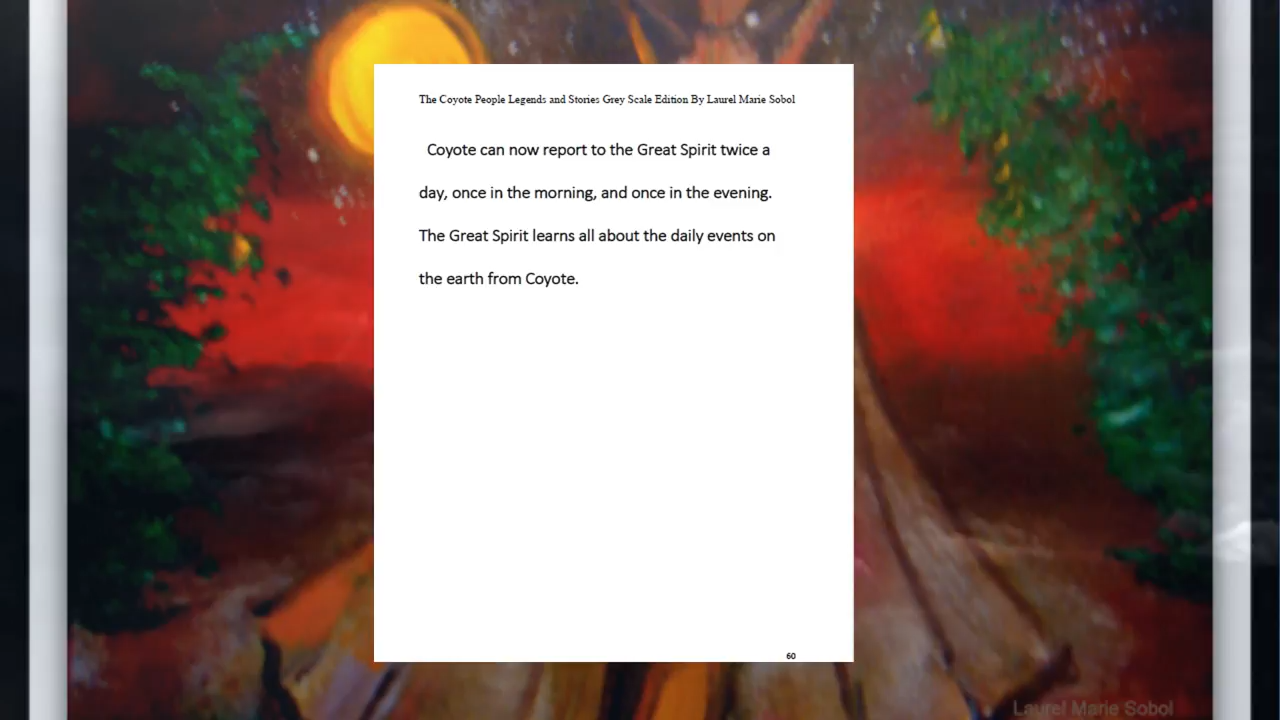 The Coyote People Legends and Stories Grey Scale Edition By Laurel Marie Sobol
Coyote can now report to the Great Spirit twice a
day, once in the morning, and once in the evening.
The Great Spirit learns all about the daily events on
the earth from Coyote.
60
Laurel Marie Sobol